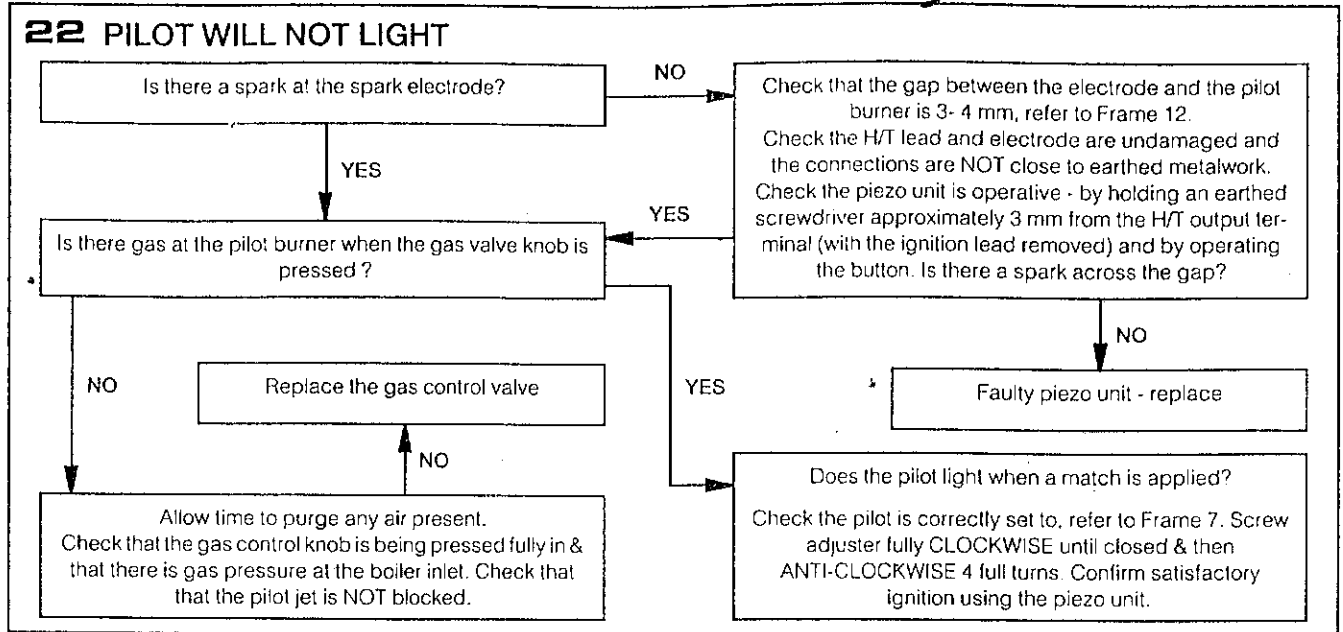 22 PILOT WILL NOT LIGHT
Is there a spark at the spark electrode?
NO
Check that the gap between the electrode and the pilot
burner is 3- 4 mm, refer to Frame 12.
Check the H/T lead and electrode are undamaged and
the connections are NOT close to earthed metalwork.
Check the piezo unit is operative - by holding an earthed
screwdriver approximately 3 mm from the H/T output ter-
minal (with the ignition lead removed) and by operating
the button. Is there a spark across the gap?
YES
YES
Is there gas at the pilot burner when the gas valve knob is
pressed ?
NO
NO
Replace the gas control valve
YES
Faulty piezo unit - replace
NO
Allow time to purge any air present.
Check that the gas control knob is being pressed fully in &
that there is gas pressure at the boiler inlet. Check that
that the pilot jet is NOT blocked.
Does the pilot light when a match is applied?
Check the pilot is correctly set to, refer to Frame 7. Screw
adjuster fully CLOCKWISE until closed & then
ANTI-CLOCKWISE 4 full turns. Confirm satisfactory
ignition using the piezo unit.